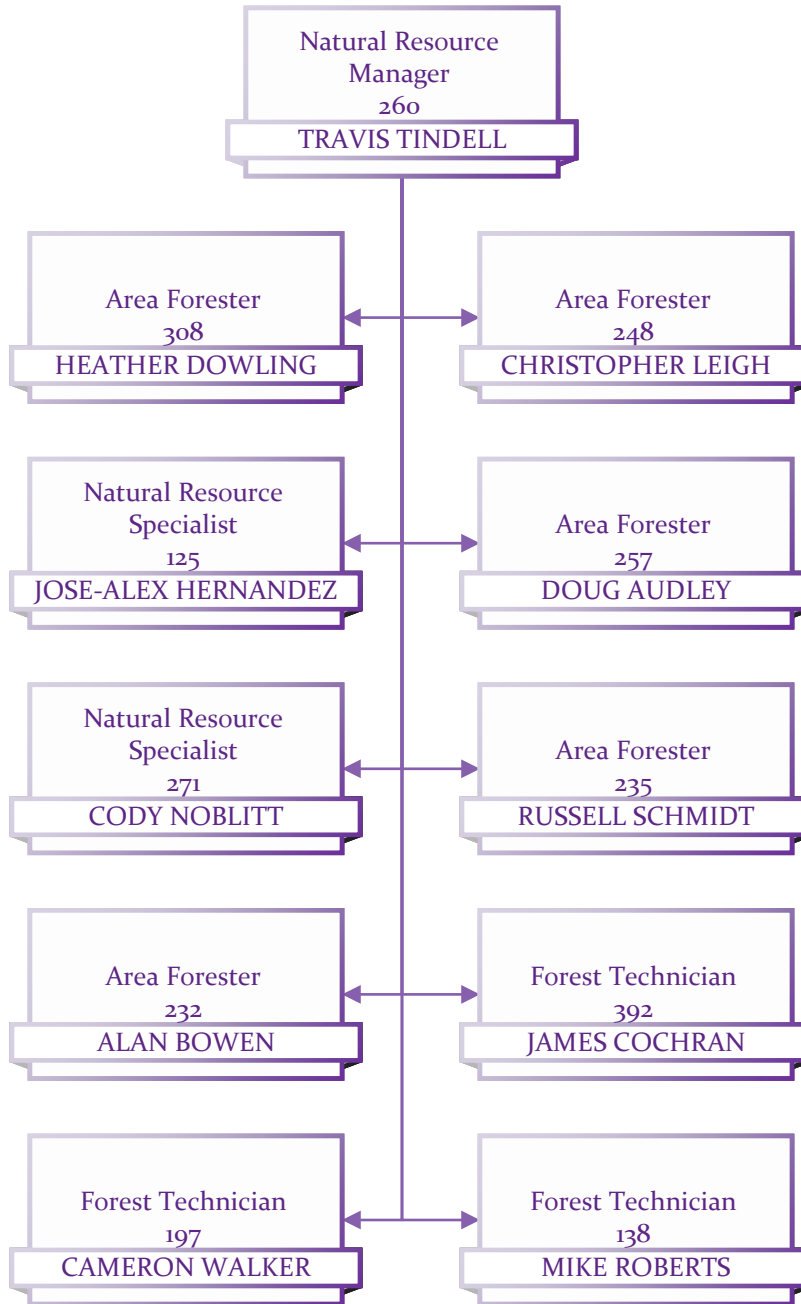 Natural Resource
Manager
260
TRAVIS TINDELL
Area Forester
308
HEATHER DOWLING
Area Forester
248
CHRISTOPHER LEIGH
Natural Resource
Specialist
125
JOSE-ALEX HERNANDEZ
Area Forester
257
DOUG AUDLEY
Natural Resource
Specialist
271
CODY NOBLITT
Area Forester
235
RUSSELL SCHMIDT
Area Forester
232
ALAN BOWEN
Forest Technician
392
JAMES COCHRAN
Forest Technician
197
CAMERON WALKER
Forest Technician
138
MIKE ROBERTS